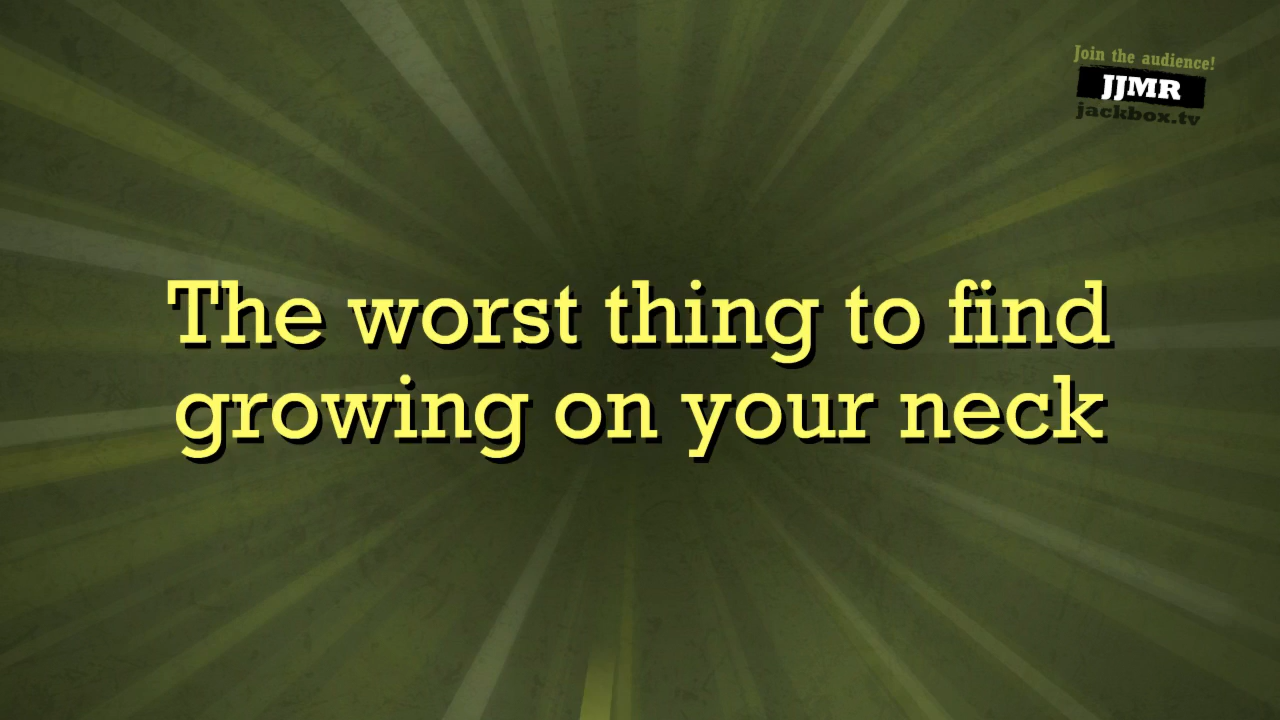 Join the audience!
JJMR
jackbox.tv
The worst thing to find
growing on your neck